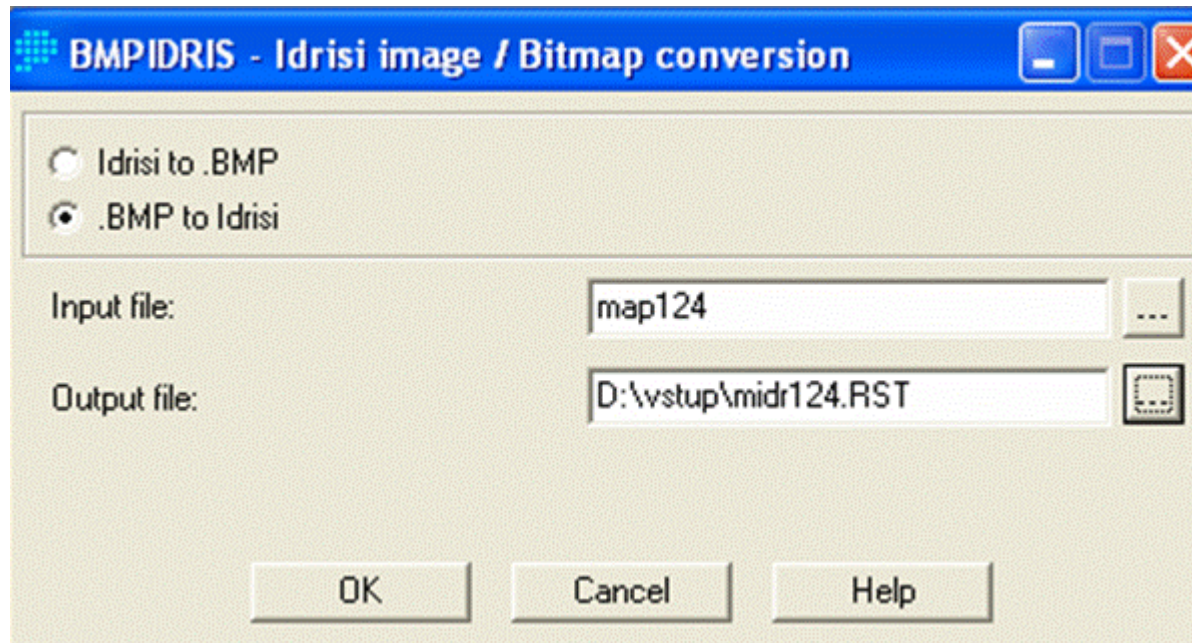 BMPIDRIS - Idrisi image / Bitmap conversion
Idrisi to .BMP
.BMP to Idrisi
Input file: map124 ...
Output file: D:\vstup\midr124.RST ...
OK Cancel Help